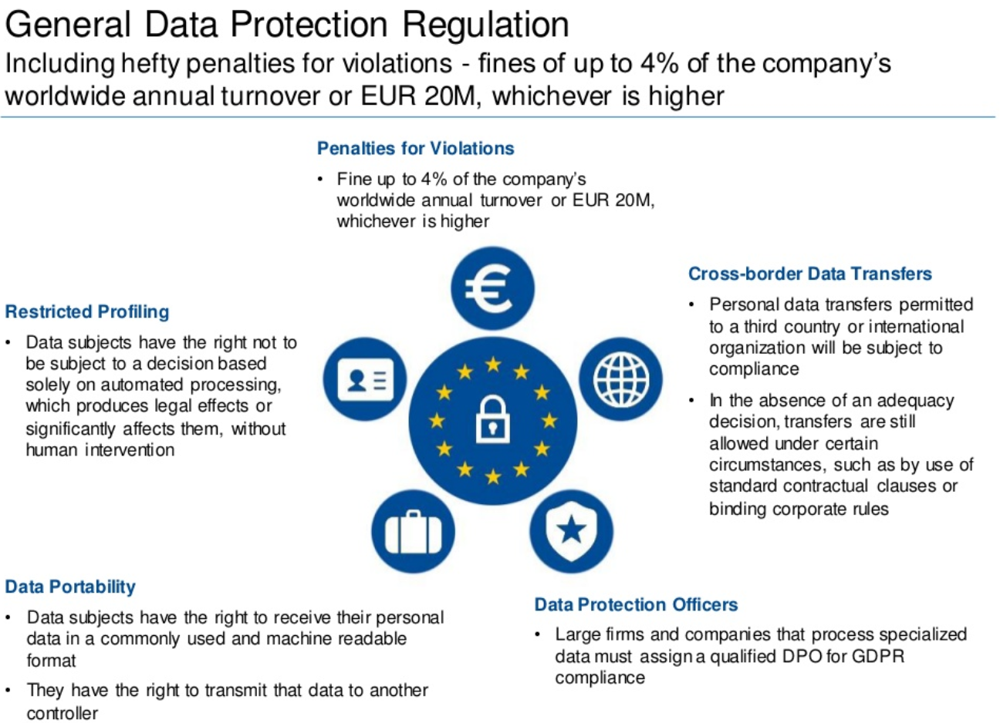 General Data Protection Regulation
Including hefty penalties for violations - fines of up to 4% of the company’s
worldwide annual turnover or EUR 20M, whichever is higher
Penalties for Violations
• Fine up to 4% of the company’s
worldwide annual turnover or EUR 20M,
whichever is higher
Cross-border Data Transfers
• Personal data transfers permitted
to a third country or international
organization will be subject to
compliance
• In the absence of an adequacy
decision, transfers are still
allowed under certain
circumstances, such as by use of
standard contractual clauses or
binding corporate rules
Restricted Profiling
• Data subjects have the right not to
be subject to a decision based
solely on automated processing,
which produces legal effects or
significantly affects them, without
human intervention
Data Portability
• Data subjects have the right to receive their personal
data in a commonly used and machine readable
format
• They have the right to transmit that data to another
controller
Data Protection Officers
• Large firms and companies that process specialized
data must assign a qualified DPO for GDPR
compliance